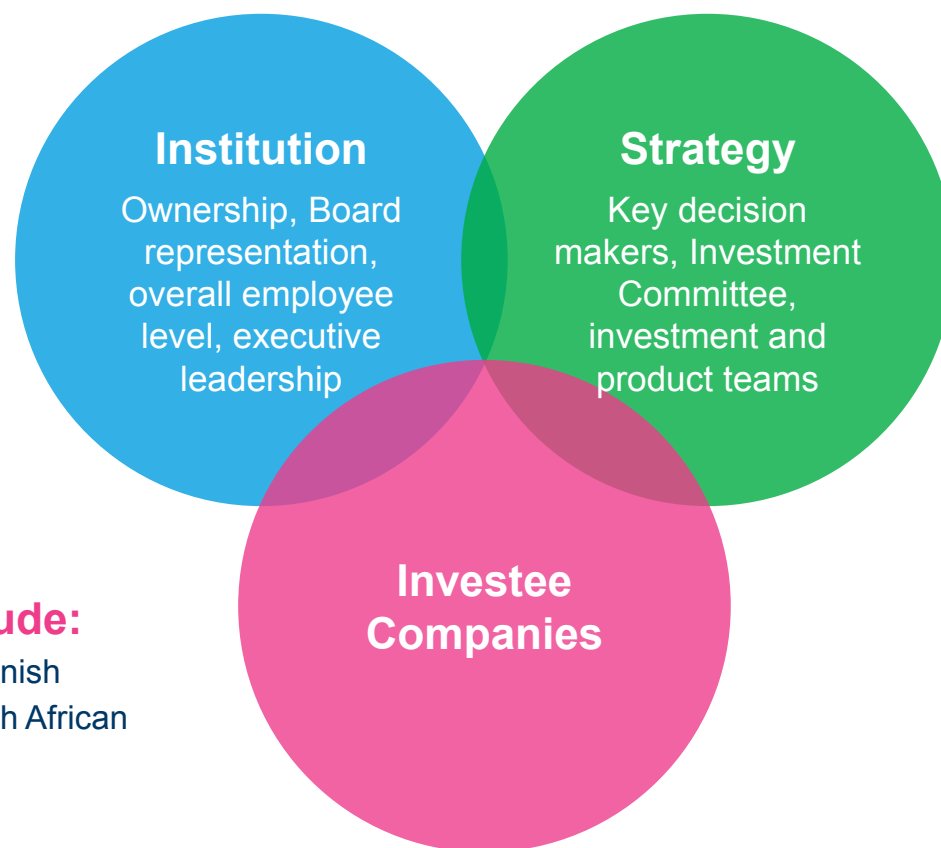 Institution
Ownership, Board
representation,
overall employee
level, executive
leadership
Strategy
Key decision
makers, Investment
Committee,
investment and
product teams
Investee
Companies
ude:
nish
h African